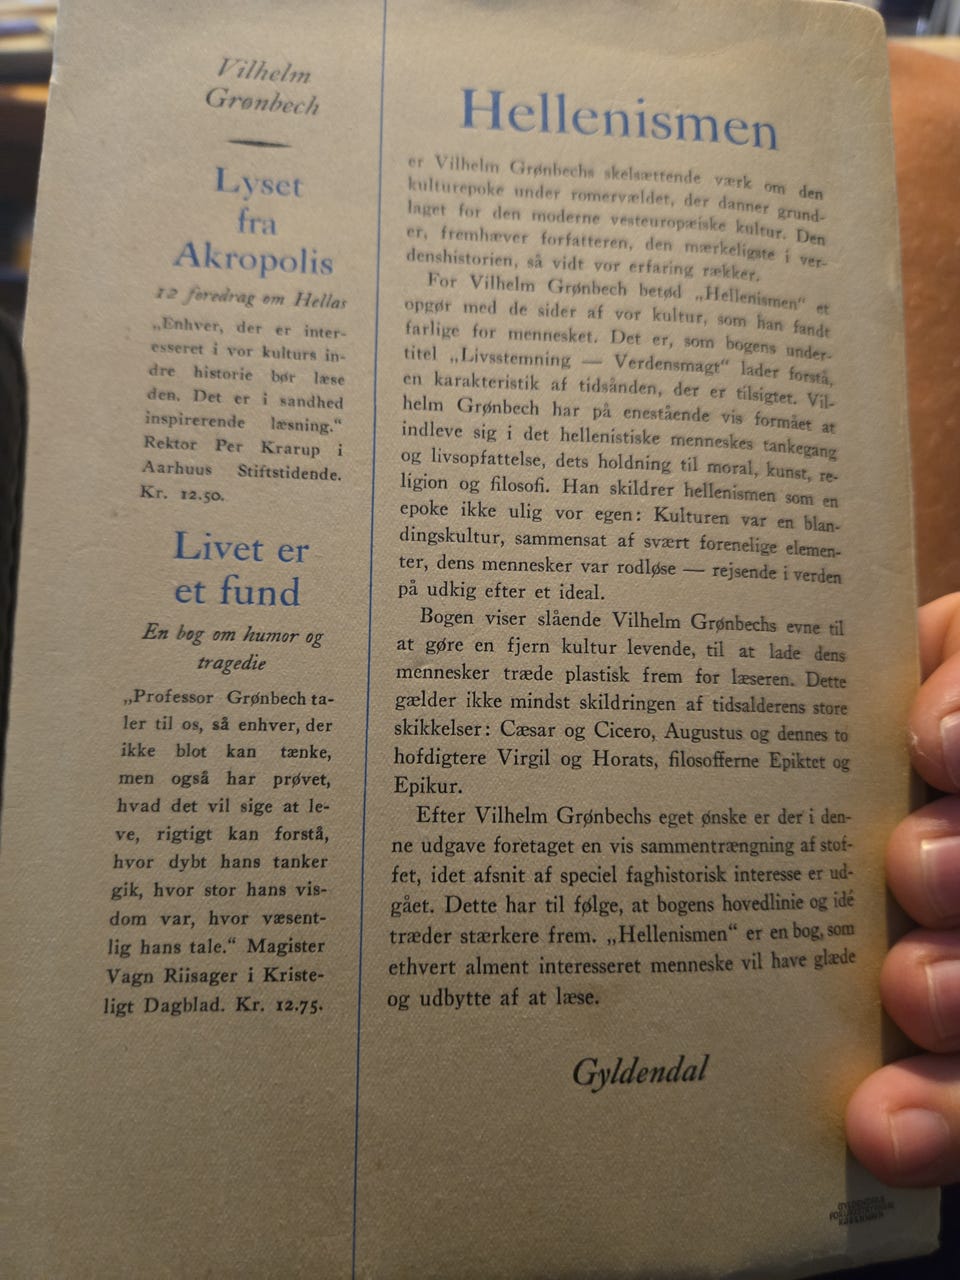 Vilhelm
Grønbech
Lyset
fra
Akropolis
12 foredrag om Hellas
„Enhver, der er inter-
esseret i vor kulturs in-
dre historie bør læse
den. Det er i sandhed
inspirerende læsning.“
Rektor Per Krarup i
Aarhuus Stiftstidende.
Kr. 12.50.
Livet er
et fund
En bog om humor og
tragedie
„Professor Grønbech ta-
ler til os, så enhver, der
ikke blot kan tænke,
men også har prøvet,
hvad det vil sige at le-
ve, rigtigt kan forstå,
hvor dybt hans tanker
gik, hvor stor hans vis-
dom var, hvor væsent-
lig hans tale.“ Magister
Vagn Riisager i Kriste-
ligt Dagblad. Kr. 12.75.
Hellenismen
er Vilhelm Grønbechs skelsættende værk om den
kulturepoke under romervældet, der danner grund-
laget for den moderne vesteuropæiske kultur. Den
er, fremhæver forfatteren, den mærkeligste i ver-
denshistorien, så vidt vor erfaring rækker.
For Vilhelm Grønbech betød „Hellenismen“ et
opgør med de sider af vor kultur, som han fandt
farlige for mennesket. Det er, som bogens under-
titel „Livsstemning — Verdensmagt“ lader forstå,
en karakteristik af tidsånden, der er tilsigtet. Vil-
helm Grønbech har på enestående vis formået at
indleve sig i det hellenistiske menneskes tankegang
og livsopfattelse, dets holdning til moral, kunst, re-
ligion og filosofi. Han skildrer hellenismen som en
epoke ikke ulig vor egen: Kulturen var en blan-
dingskultur, sammensat af svært forenelige elemen-
ter, dens mennesker var rodløse — rejsende i verden
på udkig efter et ideal.
Bogen viser slående Vilhelm Grønbechs evne til
at gøre en fjern kultur levende, til at lade dens
mennesker træde plastisk frem for læseren. Dette
gælder ikke mindst skildringen af tidsalderens store
skikkelser: Cæsar og Cicero, Augustus og dennes to
hofdigtere Virgil og Horats, filosofferne Epiktet og
Epikur.
Efter Vilhelm Grønbechs eget ønske er der i den-
ne udgave foretaget en vis sammentrængning af stof-
fet, idet afsnit af speciel faghistorisk interesse er ud-
gået. Dette har til følge, at bogens hovedlinie og idé
træder stærkere frem. „Hellenismen“ er en bog, som
ethvert alment interesseret menneske vil have glæde
og udbytte af at læse.
Gyldendal